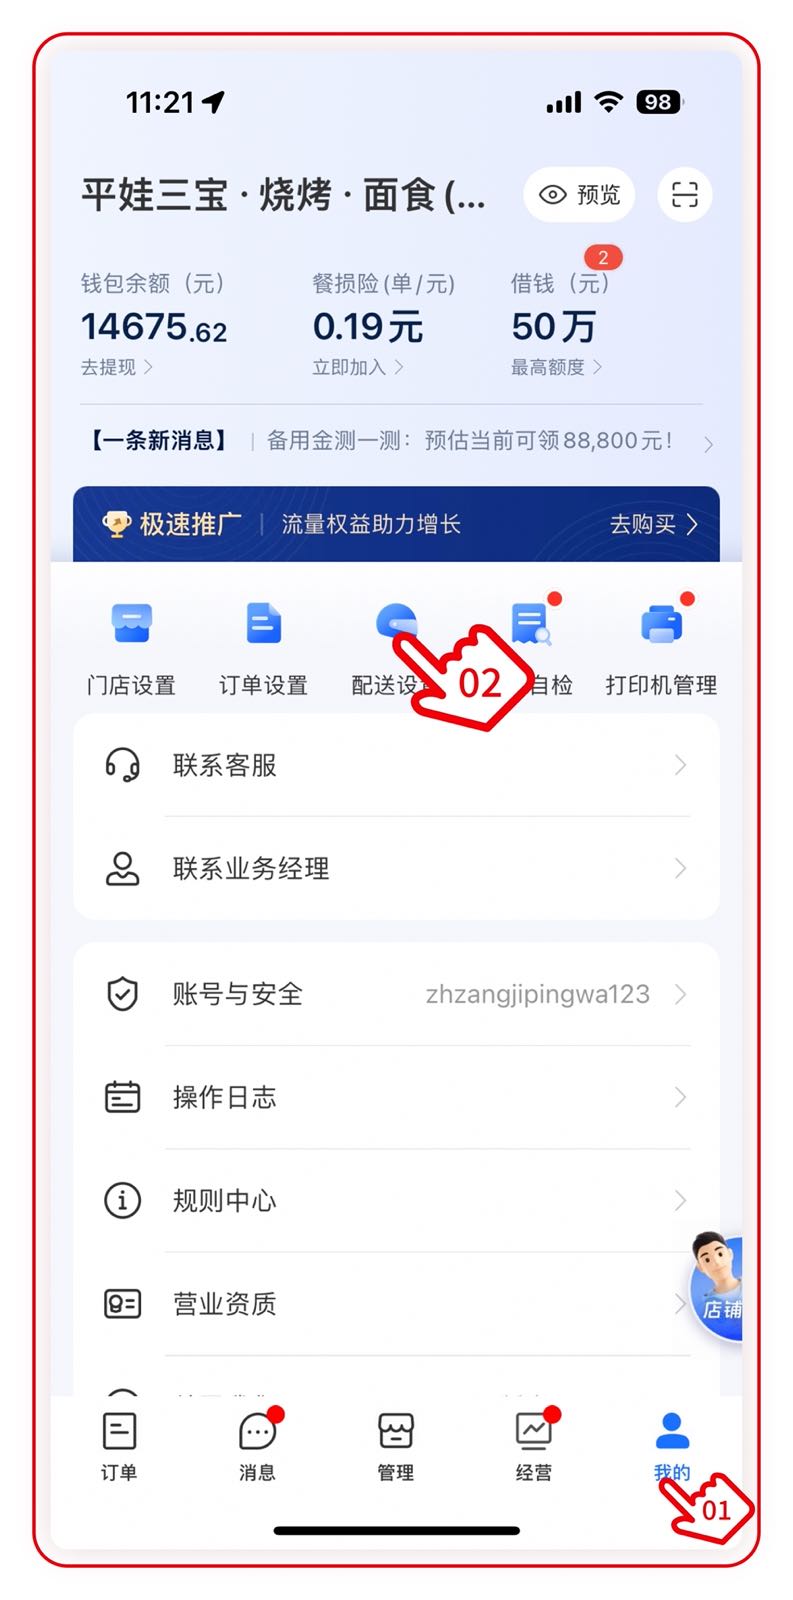 11:21
98
平娃三宝·烧烤·面食(... 预览
2
钱包余额（元） 餐损险(单/元) 借钱（元）
14675.62 0.19元 50万
去提现 立即加入 最高额度
【一条新消息】 | 备用金测一测：预估当前可领88,800元！
极速推广 | 流量权益助力增长 去购买
门店设置 订单设置 配送设 自检 打印机管理
02
联系客服
联系业务经理
账号与安全 zhzangjipingwa123
操作日志
规则中心
营业资质
店铺
订单 消息 管理 经营 我的
01